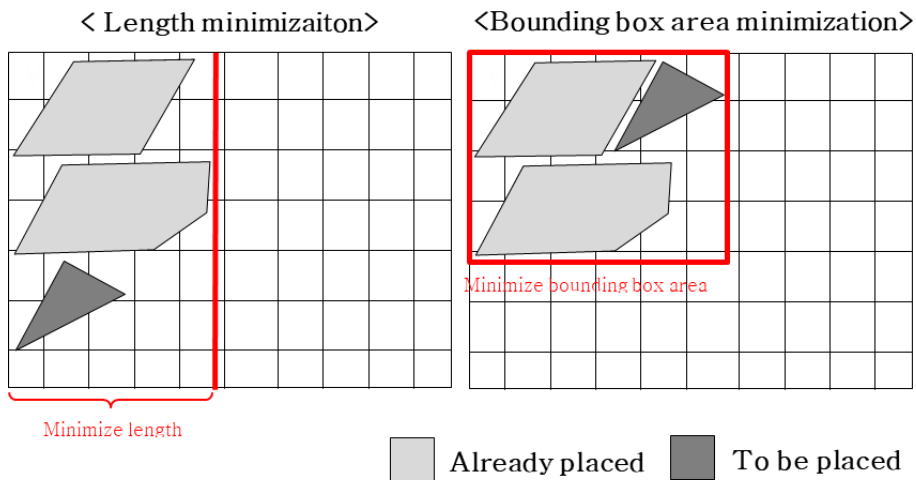 < Length minimizaiton>
<Bounding box area minimization>
Minimize bounding box area
Minimize length
Already placed
To be placed